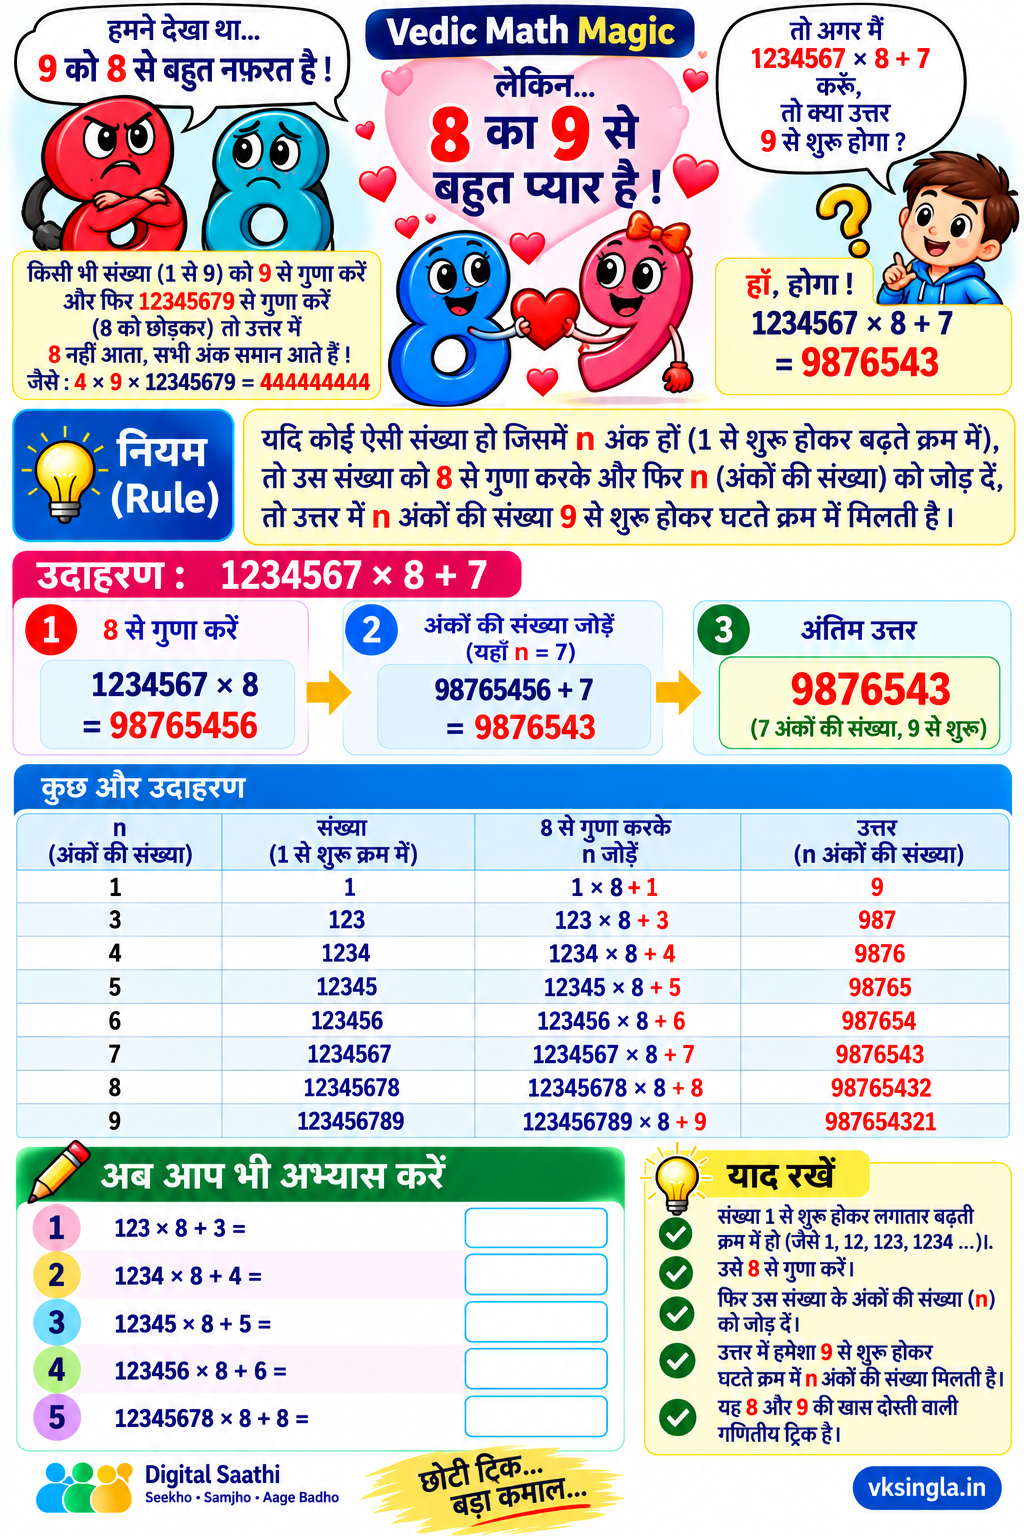 हमने देखा था...
9 को 8 से बहुत नफ़रत है !
Vedic Math Magic
लेकिन...
8 का 9 से
बहुत प्यार है !
तो अगर मैं
1234567 × 8 + 7
करूँ,
तो क्या उत्तर
9 से शुरू होगा ?
किसी भी संख्या (1 से 9) को 9 से गुणा करें
और फिर 12345679 से गुणा करें
(8 को छोड़कर) तो उत्तर में
8 नहीं आता, सभी अंक समान आते हैं !
जैसे : 4 × 9 × 12345679 = 444444444
हाँ, होगा !
1234567 × 8 + 7
= 9876543
नियम
(Rule)
यदि कोई ऐसी संख्या हो जिसमें n अंक हों (1 से शुरू होकर बढ़ते क्रम में),
तो उस संख्या को 8 से गुणा करके और फिर n (अंकों की संख्या) को जोड़ दें,
तो उत्तर में n अंकों की संख्या 9 से शुरू होकर घटते क्रम में मिलती है ।
उदाहरण : 1234567 × 8 + 7
1 8 से गुणा करें
1234567 × 8
= 98765456
2 अंकों की संख्या जोड़ें
(यहाँ n = 7)
98765456 + 7
= 9876543
3 अंतिम उत्तर
9876543
(7 अंकों की संख्या, 9 से शुरू)
कुछ और उदाहरण
n (अंकों की संख्या) संख्या (1 से शुरू क्रम में) 8 से गुणा करके n जोड़ें उत्तर (n अंकों की संख्या)
1 1 1 × 8 + 1 9
3 123 123 × 8 + 3 987
4 1234 1234 × 8 + 4 9876
5 12345 12345 × 8 + 5 98765
6 123456 123456 × 8 + 6 987654
7 1234567 1234567 × 8 + 7 9876543
8 12345678 12345678 × 8 + 8 98765432
9 123456789 123456789 × 8 + 9 987654321
अब आप भी अभ्यास करें
1 123 × 8 + 3 =
2 1234 × 8 + 4 =
3 12345 × 8 + 5 =
4 123456 × 8 + 6 =
5 12345678 × 8 + 8 =
याद रखें
संख्या 1 से शुरू होकर लगातार बढ़ती
क्रम में हो (जैसे 1, 12, 123, 1234 ...)।.
उसे 8 से गुणा करें।
फिर उस संख्या के अंकों की संख्या (n)
को जोड़ दें।
उत्तर में हमेशा 9 से शुरू होकर
घटते क्रम में n अंकों की संख्या मिलती है।
यह 8 और 9 की खास दोस्ती वाली
गणितीय ट्रिक है।
Digital Saathi
Seekho • Samjho • Aage Badho
छोटी ट्रिक...
बड़ा कमाल...
vksingla.in